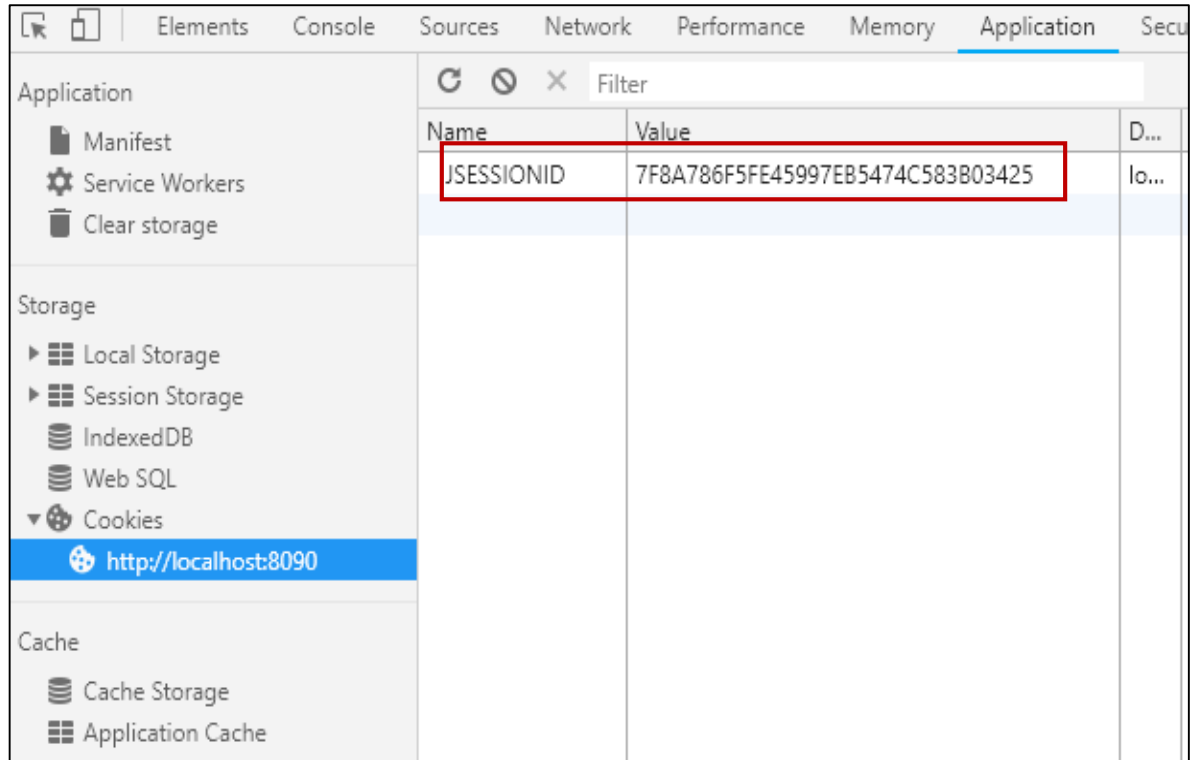 Elements Console Sources Network Performance Memory Application Secu
Application
Manifest
Service Workers
Clear storage
Storage
Local Storage
Session Storage
IndexedDB
Web SQL
Cookies
http://localhost:8090
Cache
Cache Storage
Application Cache
Filter
Name Value D...
JSESSIONID 7F8A786F5FE45997EB5474C583B03425 lo...